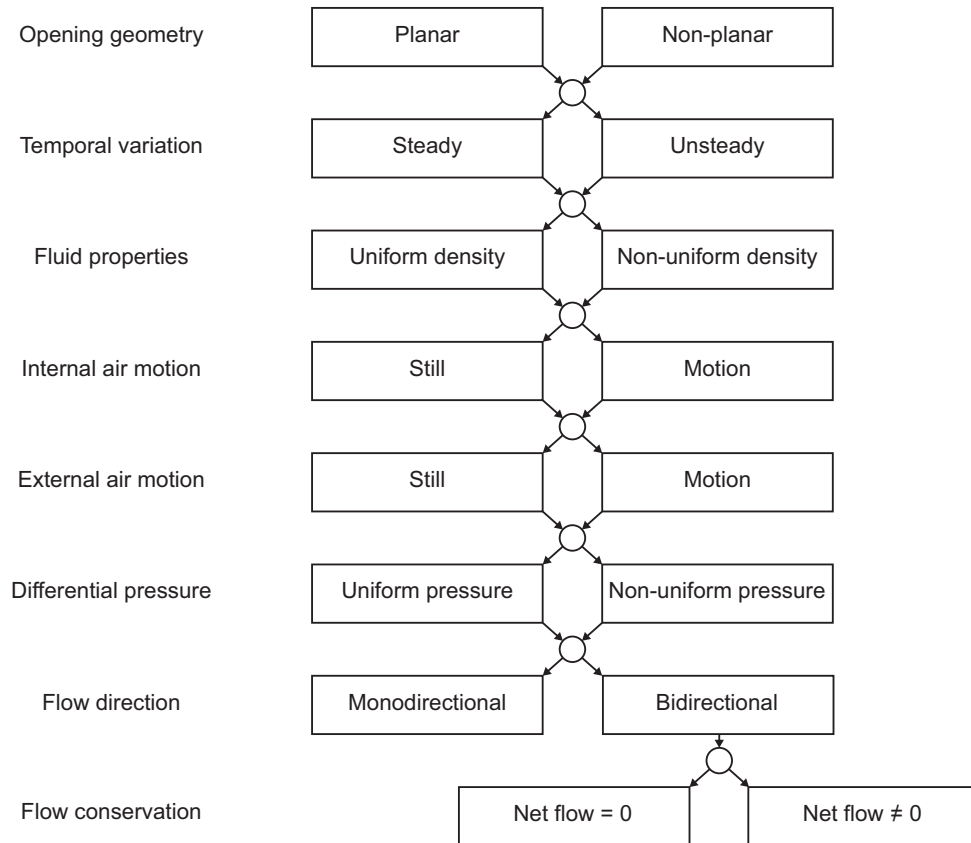 Opening geometry Planar Non-planar
Temporal variation Steady Unsteady
Fluid properties Uniform density Non-uniform density
Internal air motion Still Motion
External air motion Still Motion
Differential pressure Uniform pressure Non-uniform pressure
Flow direction Monodirectional Bidirectional
Flow conservation Net flow = 0 Net flow ≠ 0